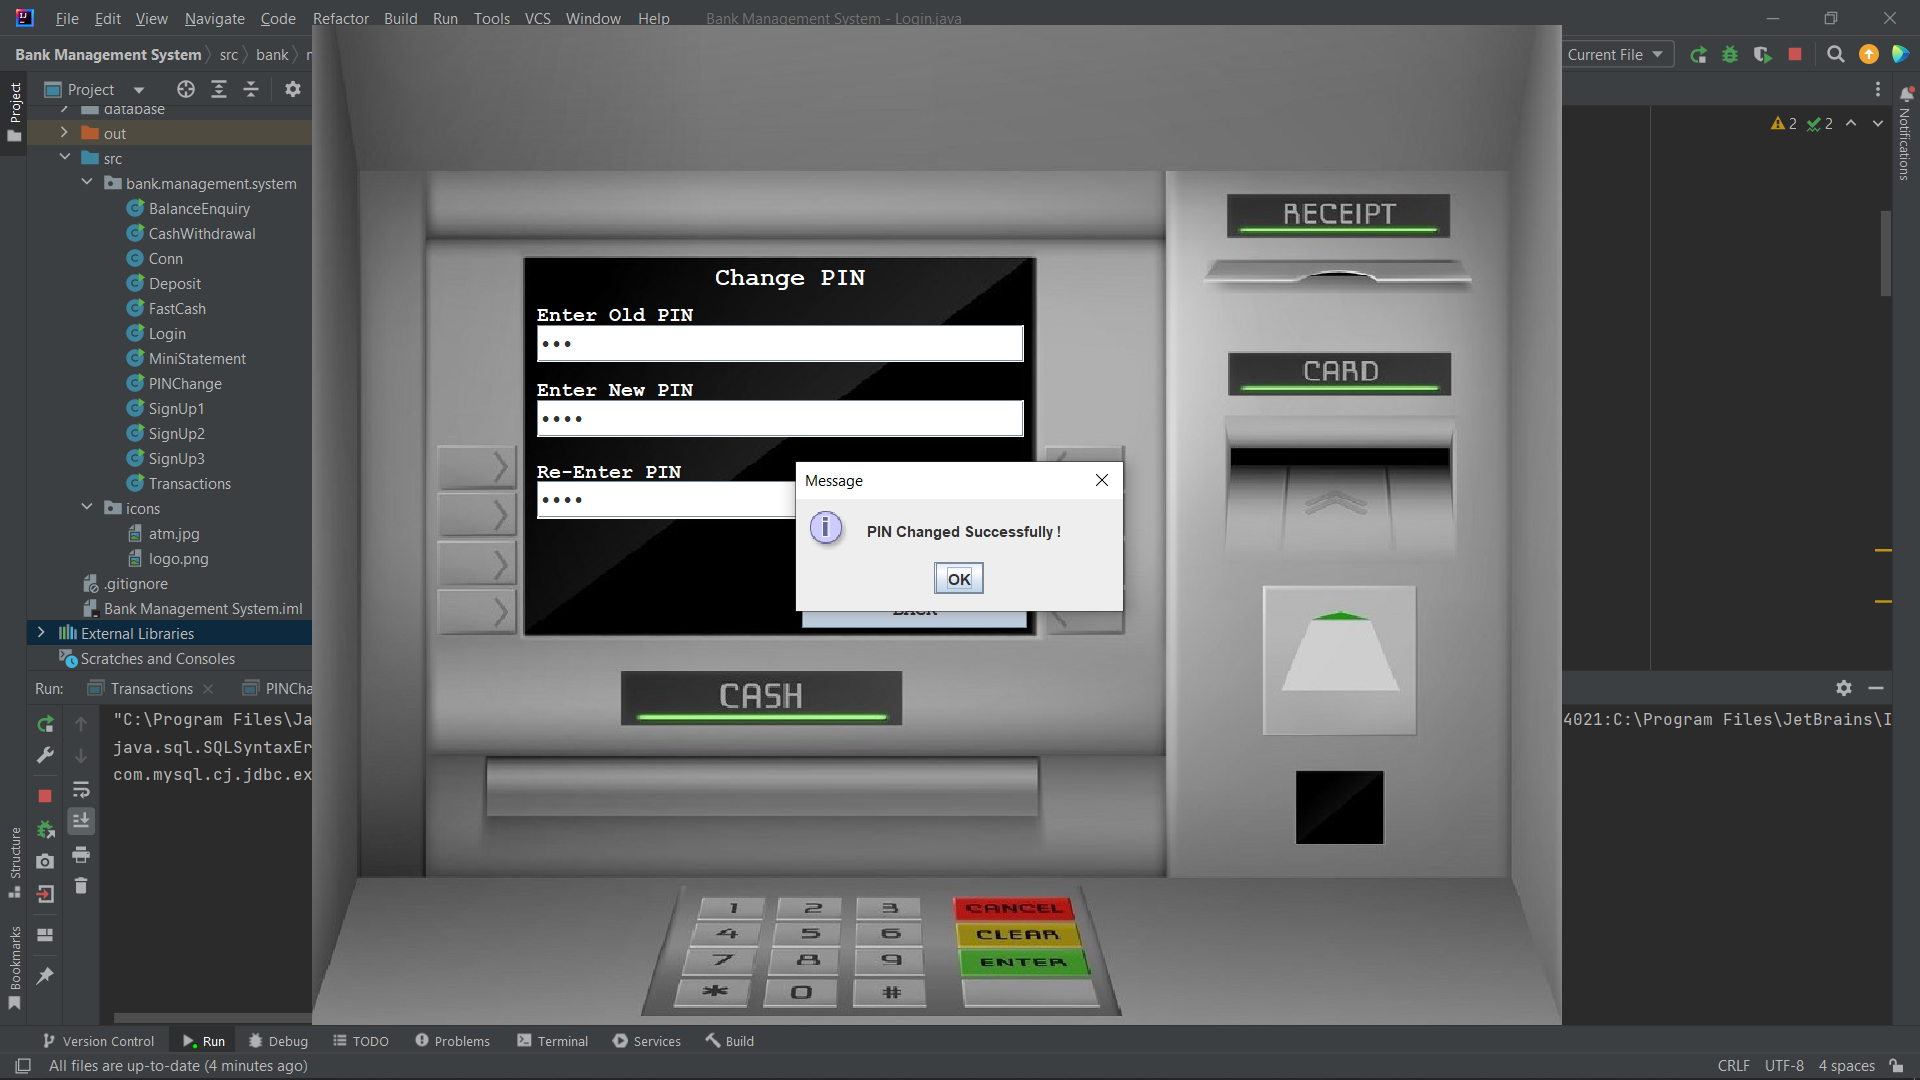 File Edit View Navigate Code Refactor Build Run Tools VCS Window Help Bank Management System - Login.java
Bank Management System src bank
Current File
Project
Project
database
out
src
bank.management.system
BalanceEnquiry
CashWithdrawal
Conn
Deposit
FastCash
Login
MiniStatement
PINChange
SignUp1
SignUp2
SignUp3
Transactions
icons
atm.jpg
logo.png
.gitignore
Bank Management System.iml
External Libraries
Scratches and Consoles
2 2
Notifications
Change PIN
Enter Old PIN
•••
Enter New PIN
••••
Re-Enter PIN
••••
Message
PIN Changed Successfully !
OK
RECEIPT
CARD
CASH
1 2 3 CANCEL
4 5 6 CLEAR
7 8 9 ENTER
* 0 #
Run: Transactions PINCha
"C:\Program Files\Ja
4021:C:\Program Files\JetBrains\I
java.sql.SQLSyntaxEr
com.mysql.cj.jdbc.ex
Structure
Bookmarks
Version Control Run Debug TODO Problems Terminal Services Build
All files are up-to-date (4 minutes ago)
CRLF UTF-8 4 spaces